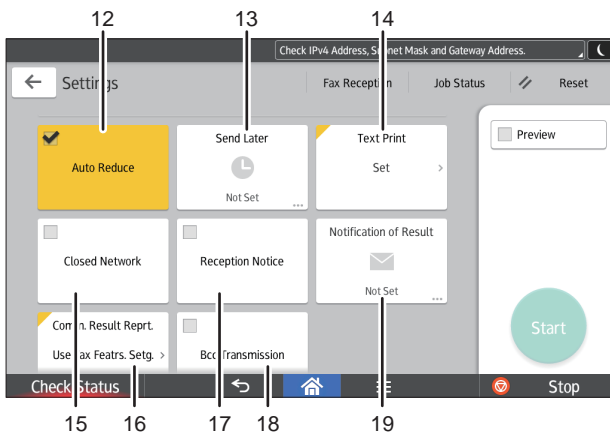 12
13
14
Check IPv4 Address, Subnet Mask and Gateway Address.
Settings
Fax Reception
Job Status
Reset
Auto Reduce
Send Later
Not Set
Text Print
Set
Preview
Closed Network
Reception Notice
Notification of Result
Not Set
Comm. Result Reprt.
Use Fax Featrs. Setg.
Bcc Transmission
Start
Check Status
Stop
15
16
17
18
19